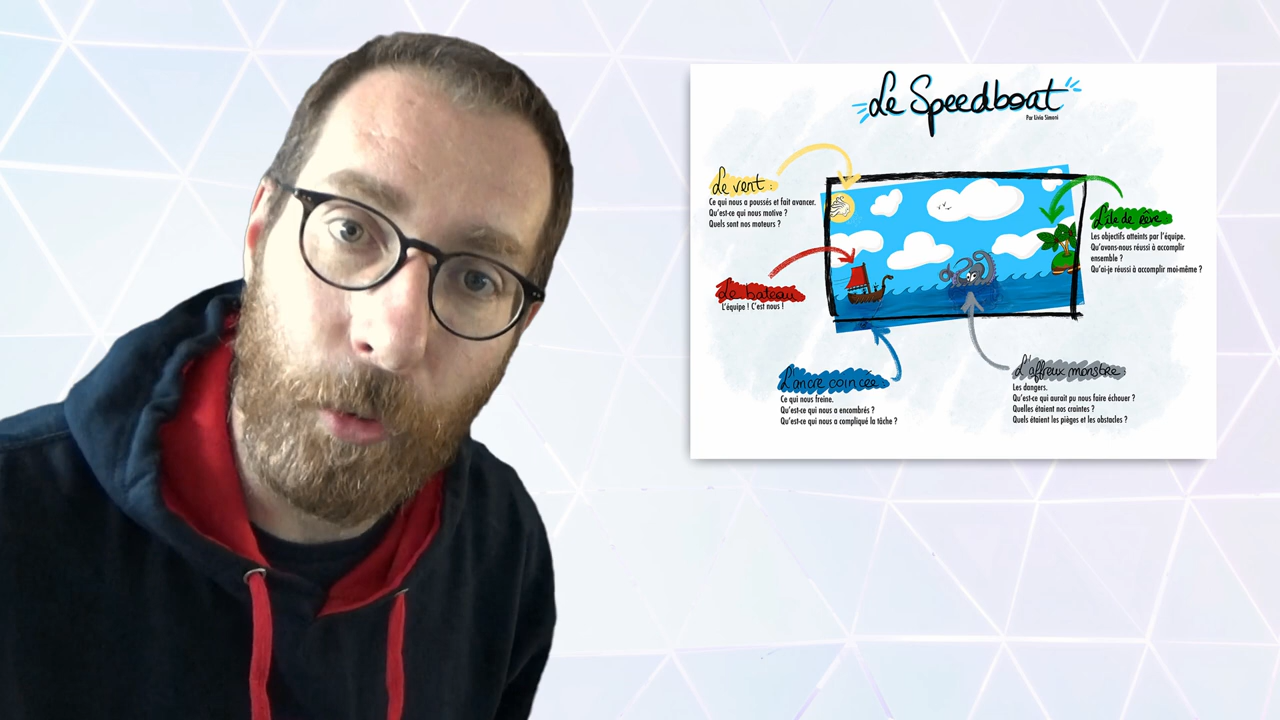 Le Speedboat
Par Livia Simoni
Le vent :
Ce qui nous a poussés et fait avancer.
Qu'est-ce qui nous motive ?
Quels sont nos moteurs ?
L'île de rêve
Les objectifs atteints par l'équipe.
Qu'avons-nous réussi à accomplir
ensemble ?
Qu'ai-je réussi à accomplir moi-même ?
Le bateau
L'équipe ! C'est nous !
L'ancre coincée
Ce qui nous freine.
Qu'est-ce qui nous a encombrés ?
Qu'est-ce qui nous a compliqué la tâche ?
L'affreux monstre :
Les dangers.
Qu'est-ce qui aurait pu nous faire échouer ?
Quelles étaient nos craintes ?
Quels étaient les pièges et les obstacles ?